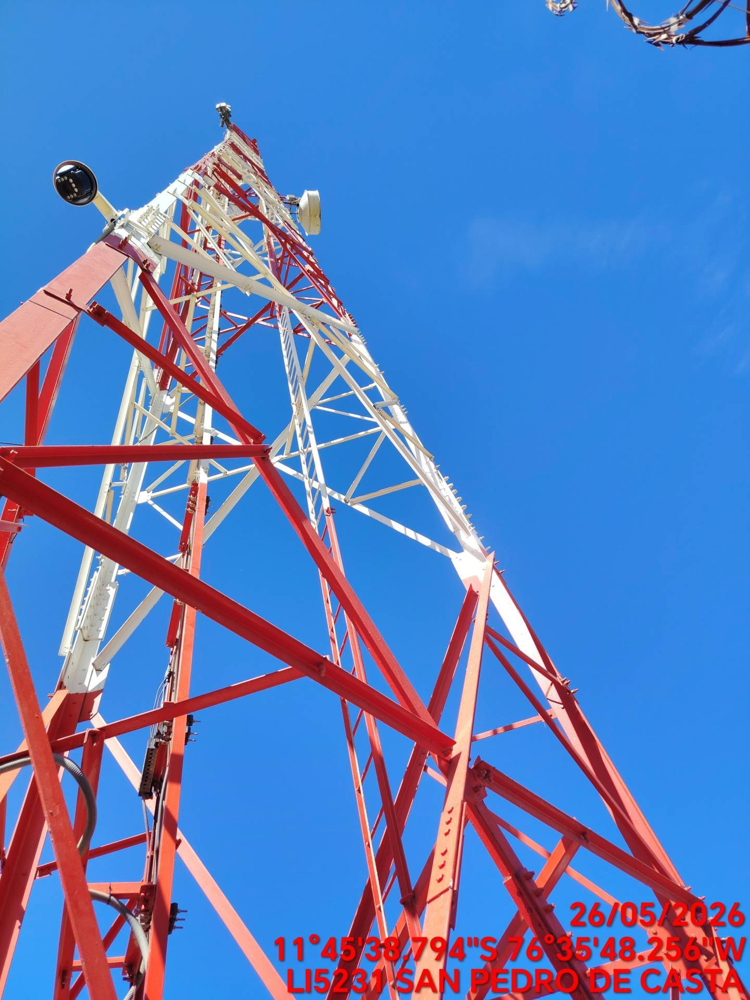 26/05/2026
11°45'38.794"S 76°35'48.256"W
LI5231 SAN PEDRO DE CASTA